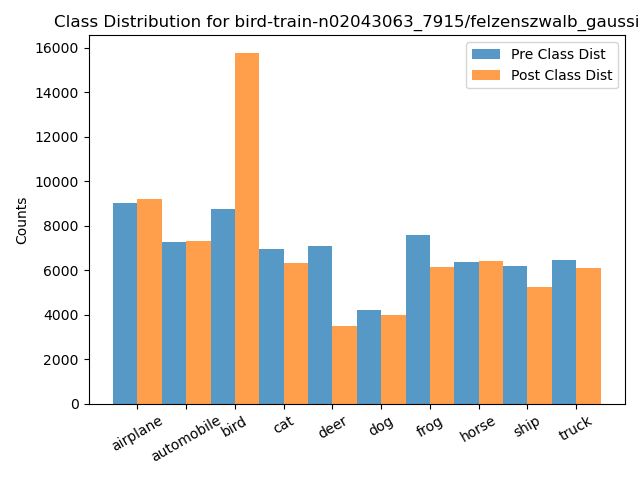 Class Distribution for bird-train-n02043063_7915/felzenszwalb_gaussi
Pre Class Dist
Post Class Dist
Counts
16000
14000
12000
10000
8000
6000
4000
2000
0
airplane
automobile
bird
cat
deer
dog
frog
horse
ship
truck